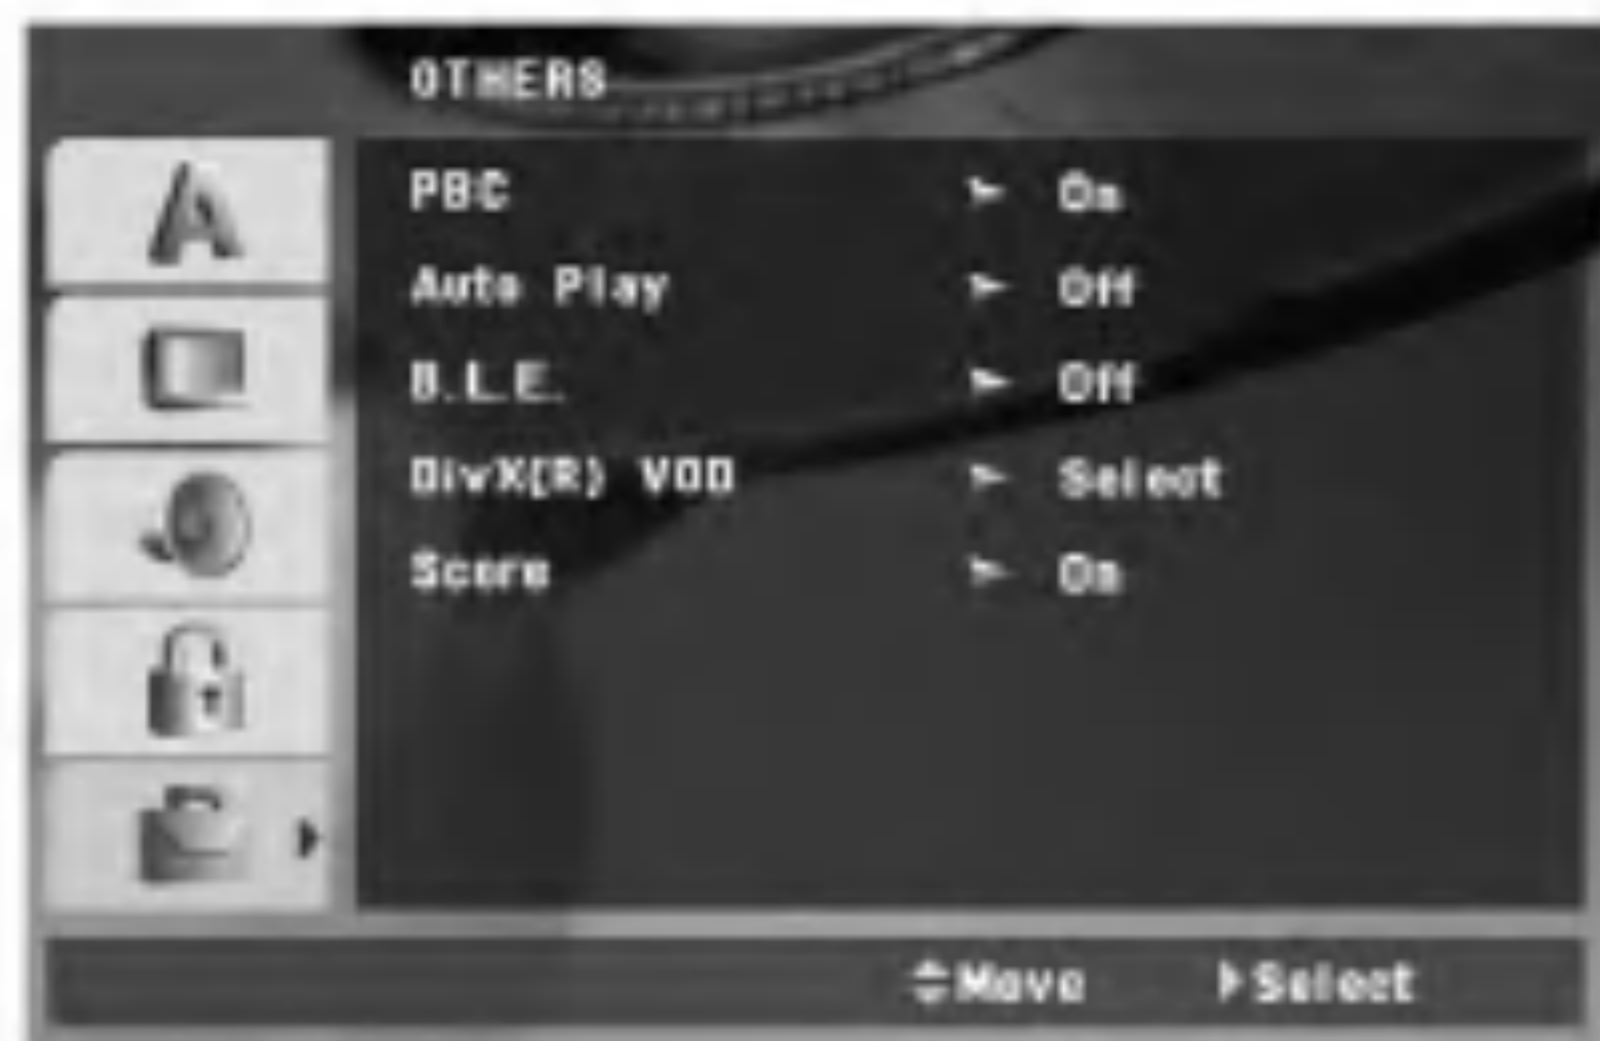 OTHERS
PBC On
Auto Play Off
B.L.E. Off
DivX(R) VOD Select
Score On
Move Select